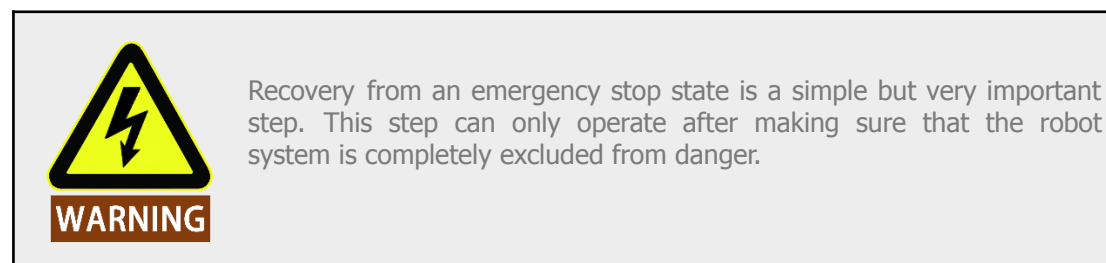 Recovery from an emergency stop state is a simple but very important
step. This step can only operate after making sure that the robot
system is completely excluded from danger.
WARNING